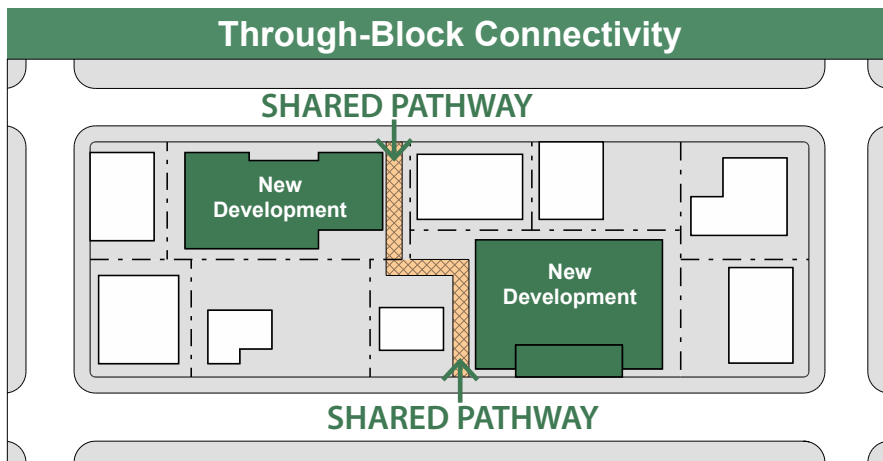 Through-Block Connectivity
SHARED PATHWAY
New
Development
New
Development
SHARED PATHWAY